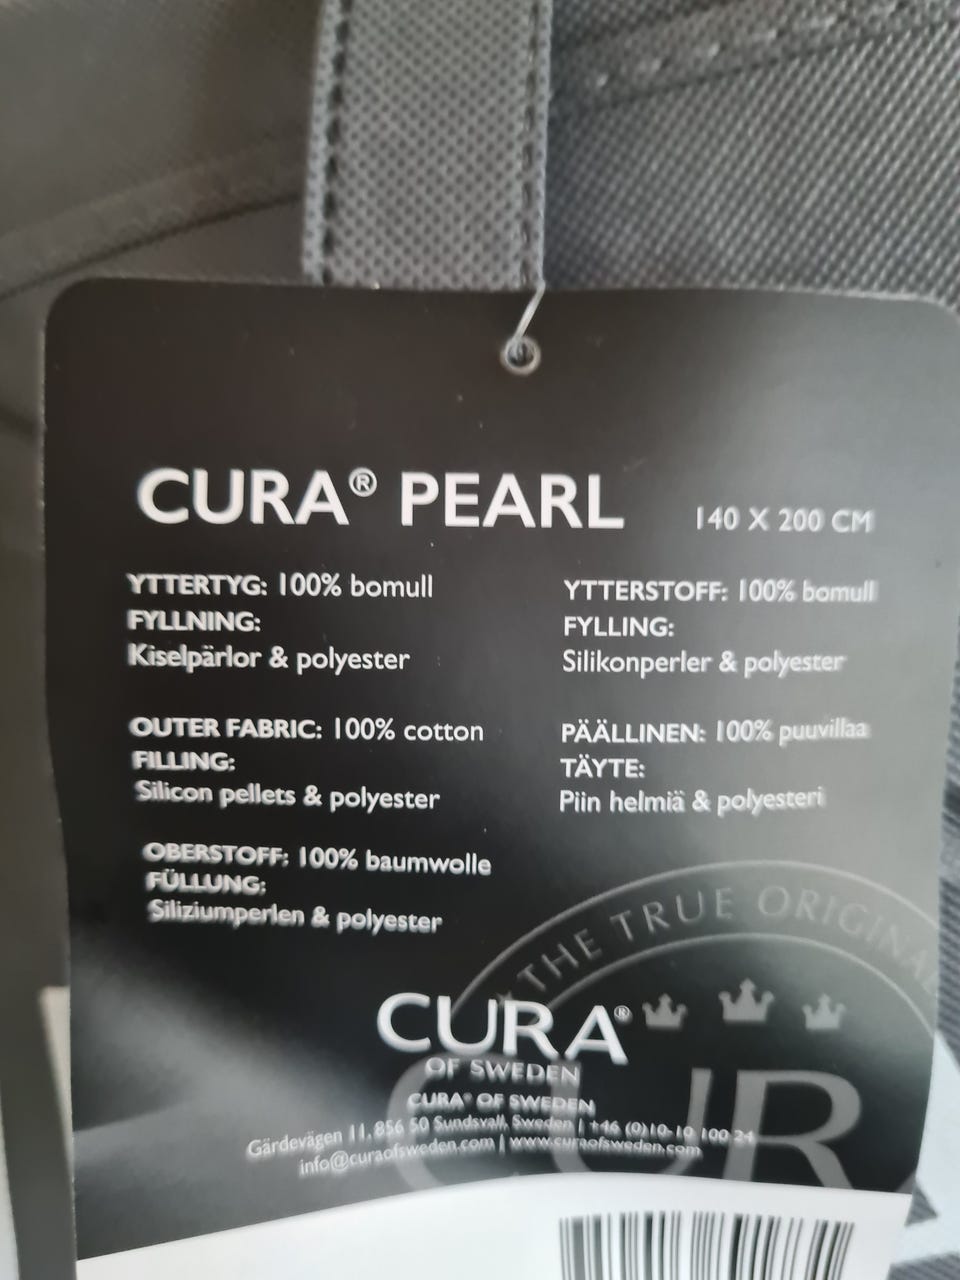 CURA® PEARL 140 X 200 CM
YTTERTYG: 100% bomull
FYLLNING:
Kiselpärlor & polyester
YTTERSTOFF: 100% bomull
FYLLING:
Silikonperler & polyester
OUTER FABRIC: 100% cotton
FILLING:
Silicon pellets & polyester
PÄÄLLINEN: 100% puuvillaa
TÄYTE:
Piin helmiä & polyesteri
OBERSTOFF: 100% baumwolle
FÜLLUNG:
Siliziumperlen & polyester
THE TRUE ORIGINAL
CURA®
OF SWEDEN
CUR
CURA® OF SWEDEN
Gärdevägen 11, 856 50 Sundsvall, Sweden | +46 (0)10-10 100 24
info@curaofsweden.com | www.curaofsweden.com